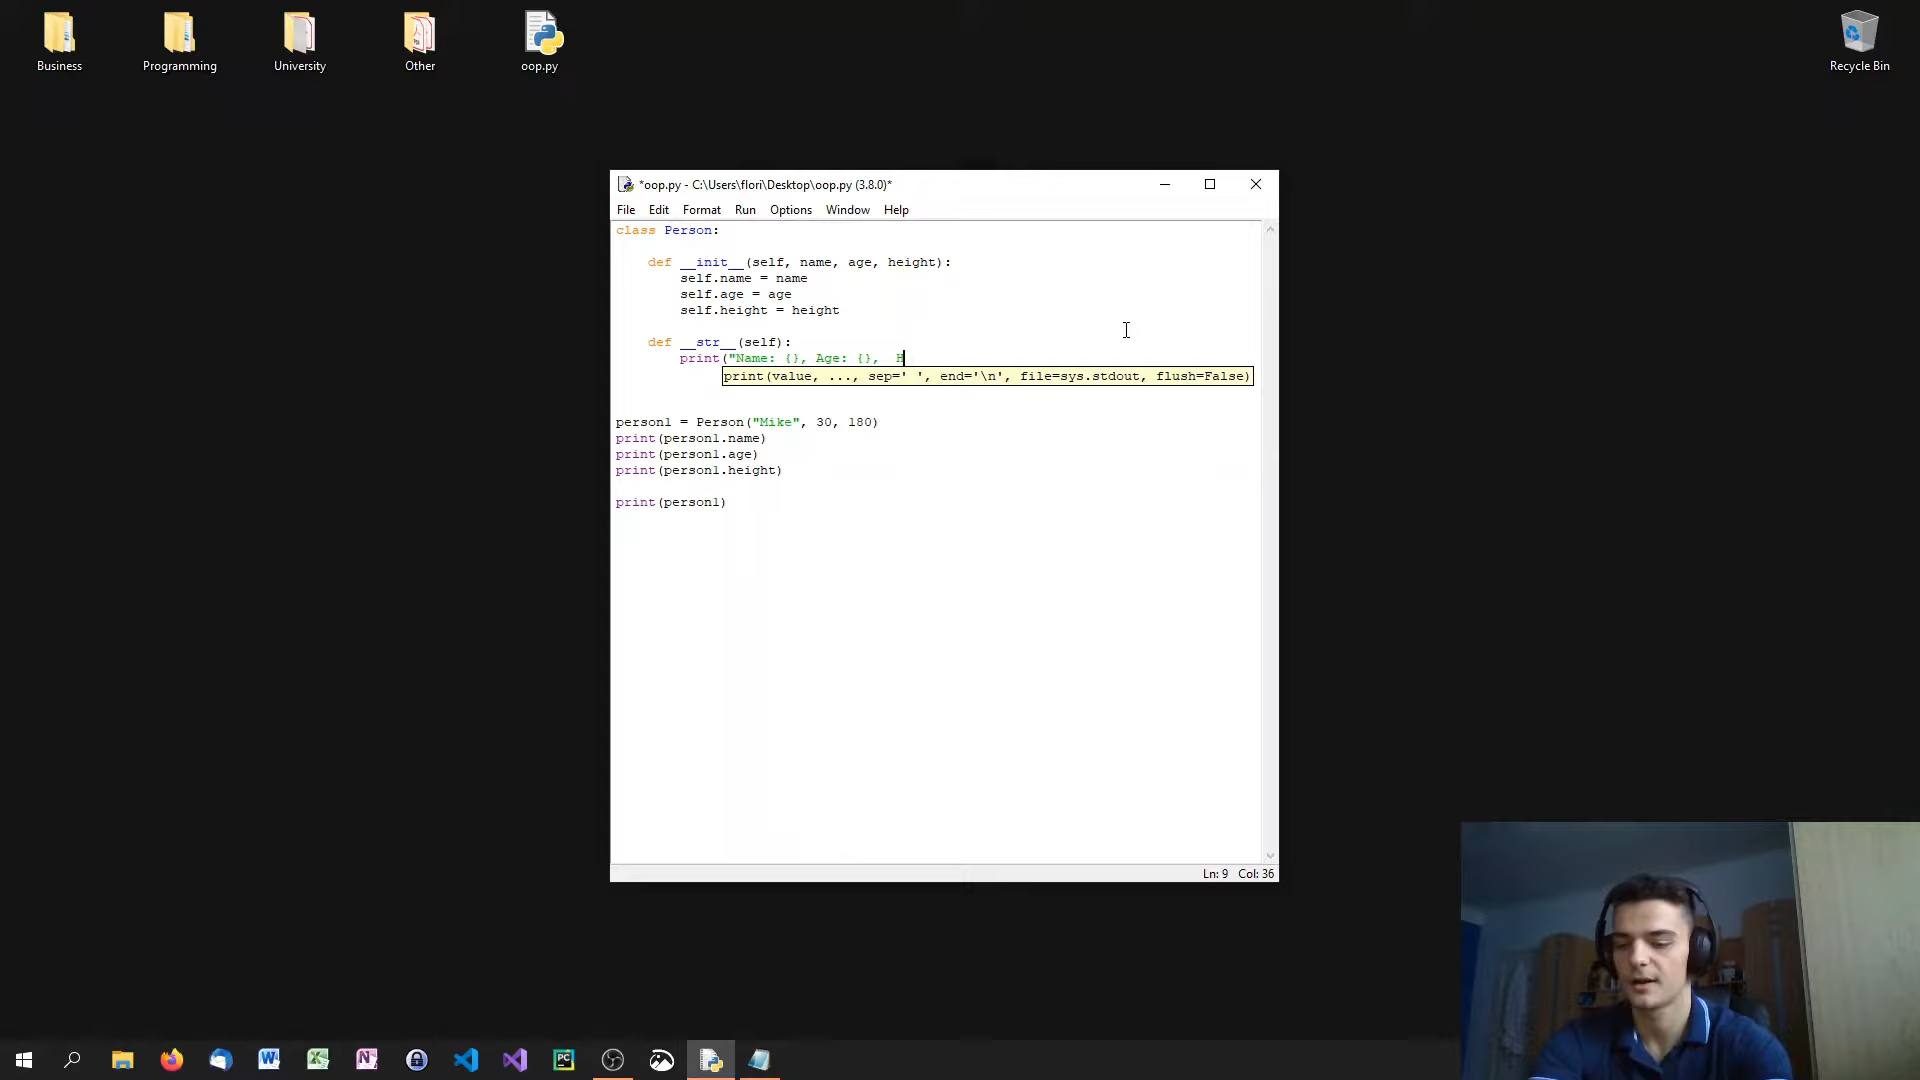 Business
Programming
University
Other
oop.py
Recycle Bin
*oop.py - C:\Users\flori\Desktop\oop.py (3.8.0)*
File Edit Format Run Options Window Help
class Person:
def __init__(self, name, age, height):
self.name = name
self.age = age
self.height = height
def __str__(self):
print("Name: {}, Age: {},  H
print(value, ..., sep=' ', end='\n', file=sys.stdout, flush=False)
person1 = Person("Mike", 30, 180)
print(person1.name)
print(person1.age)
print(person1.height)
print(person1)
Ln: 9 Col: 36